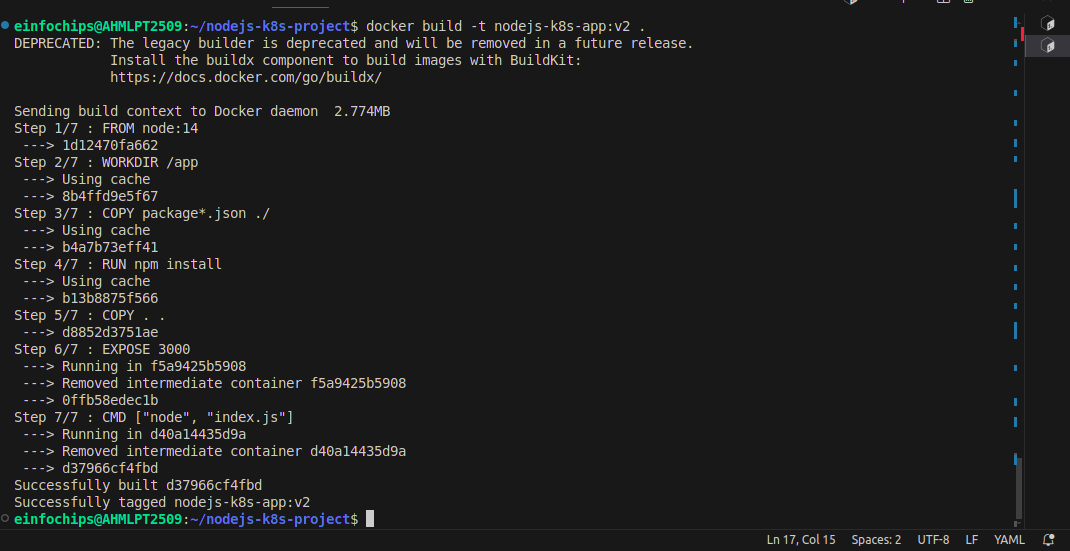 einfochips@AHMLPT2509:~/nodejs-k8s-project$ docker build -t nodejs-k8s-app:v2 .
DEPRECATED: The legacy builder is deprecated and will be removed in a future release.
            Install the buildx component to build images with BuildKit:
            https://docs.docker.com/go/buildx/

Sending build context to Docker daemon  2.774MB
Step 1/7 : FROM node:14
 ---> 1d12470fa662
Step 2/7 : WORKDIR /app
 ---> Using cache
 ---> 8b4ffd9e5f67
Step 3/7 : COPY package*.json ./
 ---> Using cache
 ---> b4a7b73eff41
Step 4/7 : RUN npm install
 ---> Using cache
 ---> b13b8875f566
Step 5/7 : COPY . .
 ---> d8852d3751ae
Step 6/7 : EXPOSE 3000
 ---> Running in f5a9425b5908
 ---> Removed intermediate container f5a9425b5908
 ---> 0ffb58edec1b
Step 7/7 : CMD ["node", "index.js"]
 ---> Running in d40a14435d9a
 ---> Removed intermediate container d40a14435d9a
 ---> d37966cf4fbd
Successfully built d37966cf4fbd
Successfully tagged nodejs-k8s-app:v2
einfochips@AHMLPT2509:~/nodejs-k8s-project$
Ln 17, Col 15 Spaces: 2 UTF-8 LF YAML